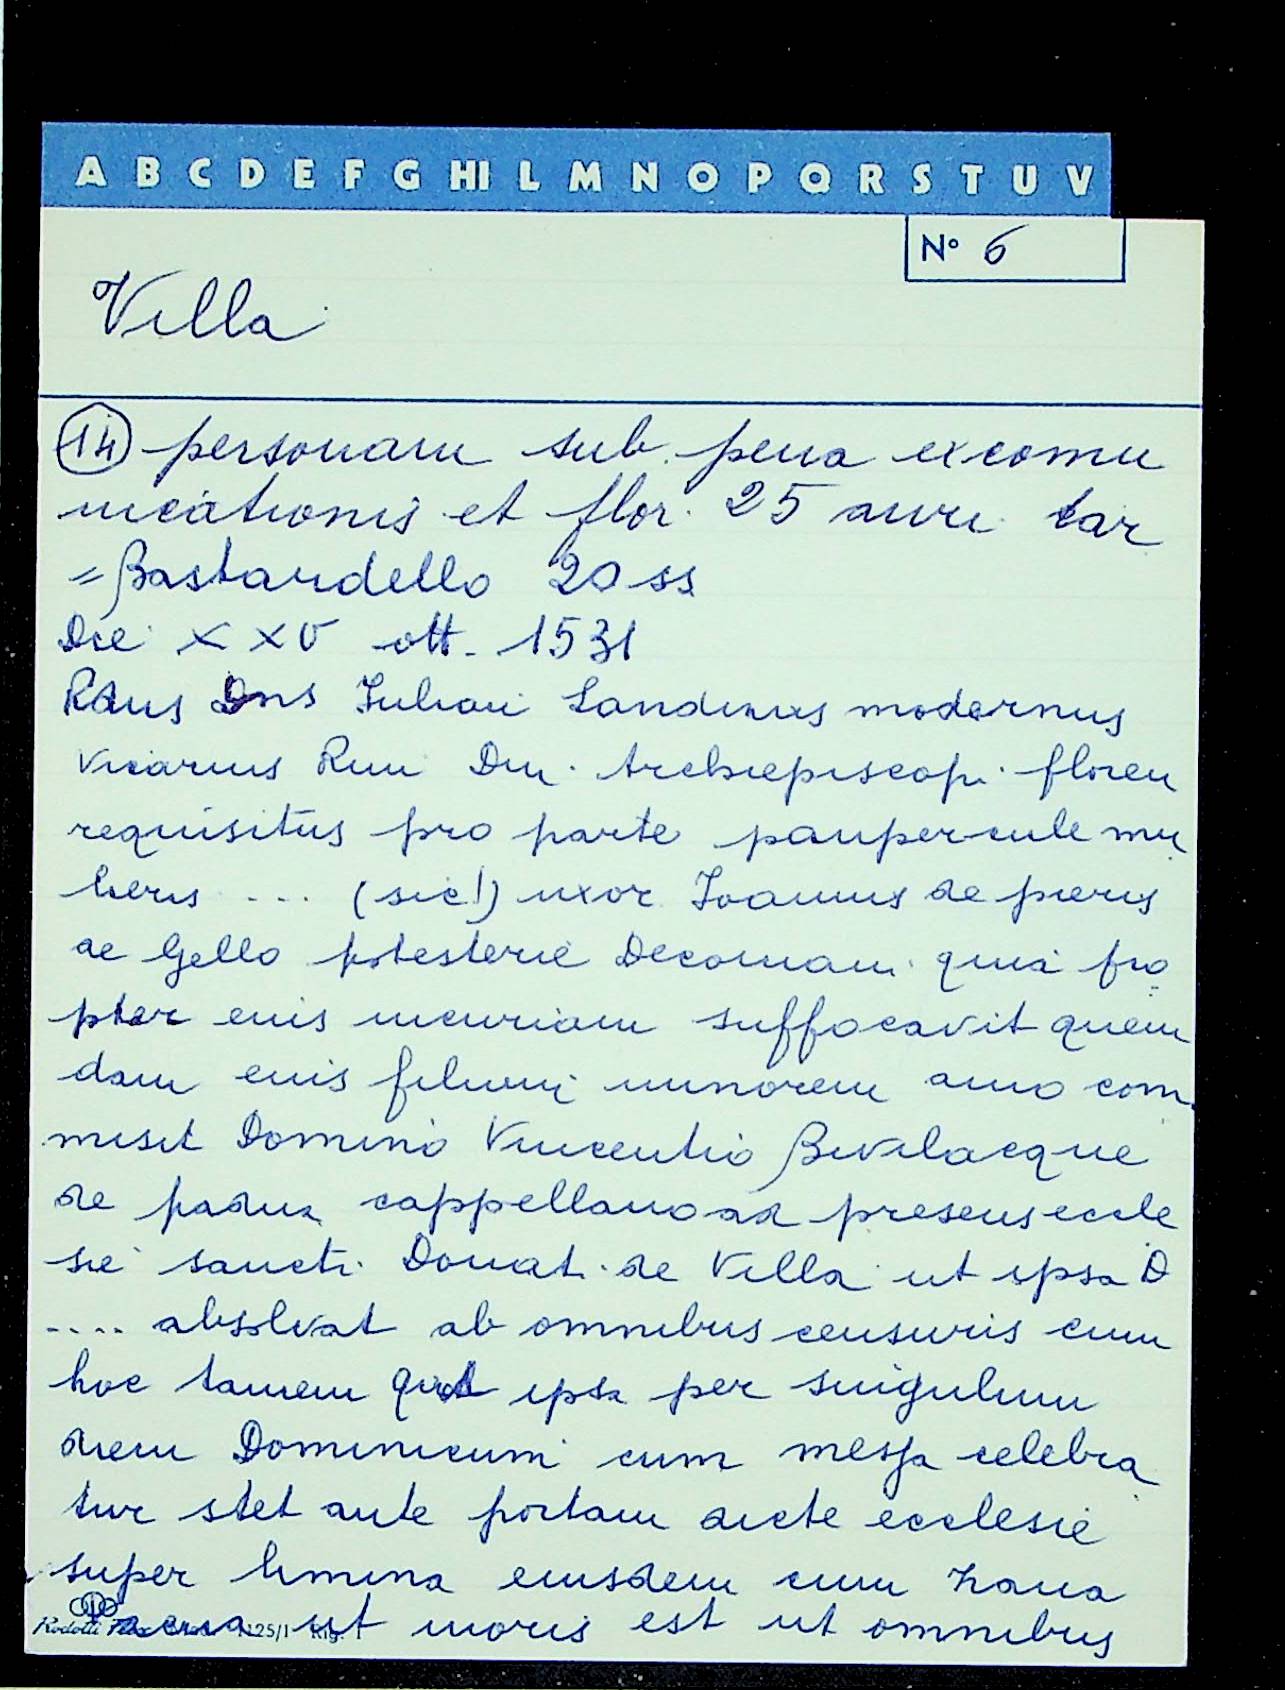 A B C D E F G HI L M N O P Q R S T U V
N° 6
Villa
14 personam sub pena excomu
nicationis et flor. 25 auri lar
= Bastardello 20 ss
Die XXV ott. 1531
Rdus Dns Iuliani Landinus modernus
vicarius Rmi Dni. Archiepiscopi floren
requisitus pro parte paupercule mu
lieris .... (sic!) uxor Ioannis de pieris
de Gello potesterie Decomani quia pro
pter eius incuriam suffocavit quem
dam eius filium minorem anno com
misit Domino Vincentio Bevilacque
de padua cappellano ad presens eccle
sie sancti Donati de Villa ut ipsa D
.... absolvat ab omnibus censuris cum
hoc tamen quod ipsa per singulum
diem Dominicum cum messa celebra
tur stet ante portam dicte ecclesie
super limina eiusdem cum
ut moris est ut omnibus